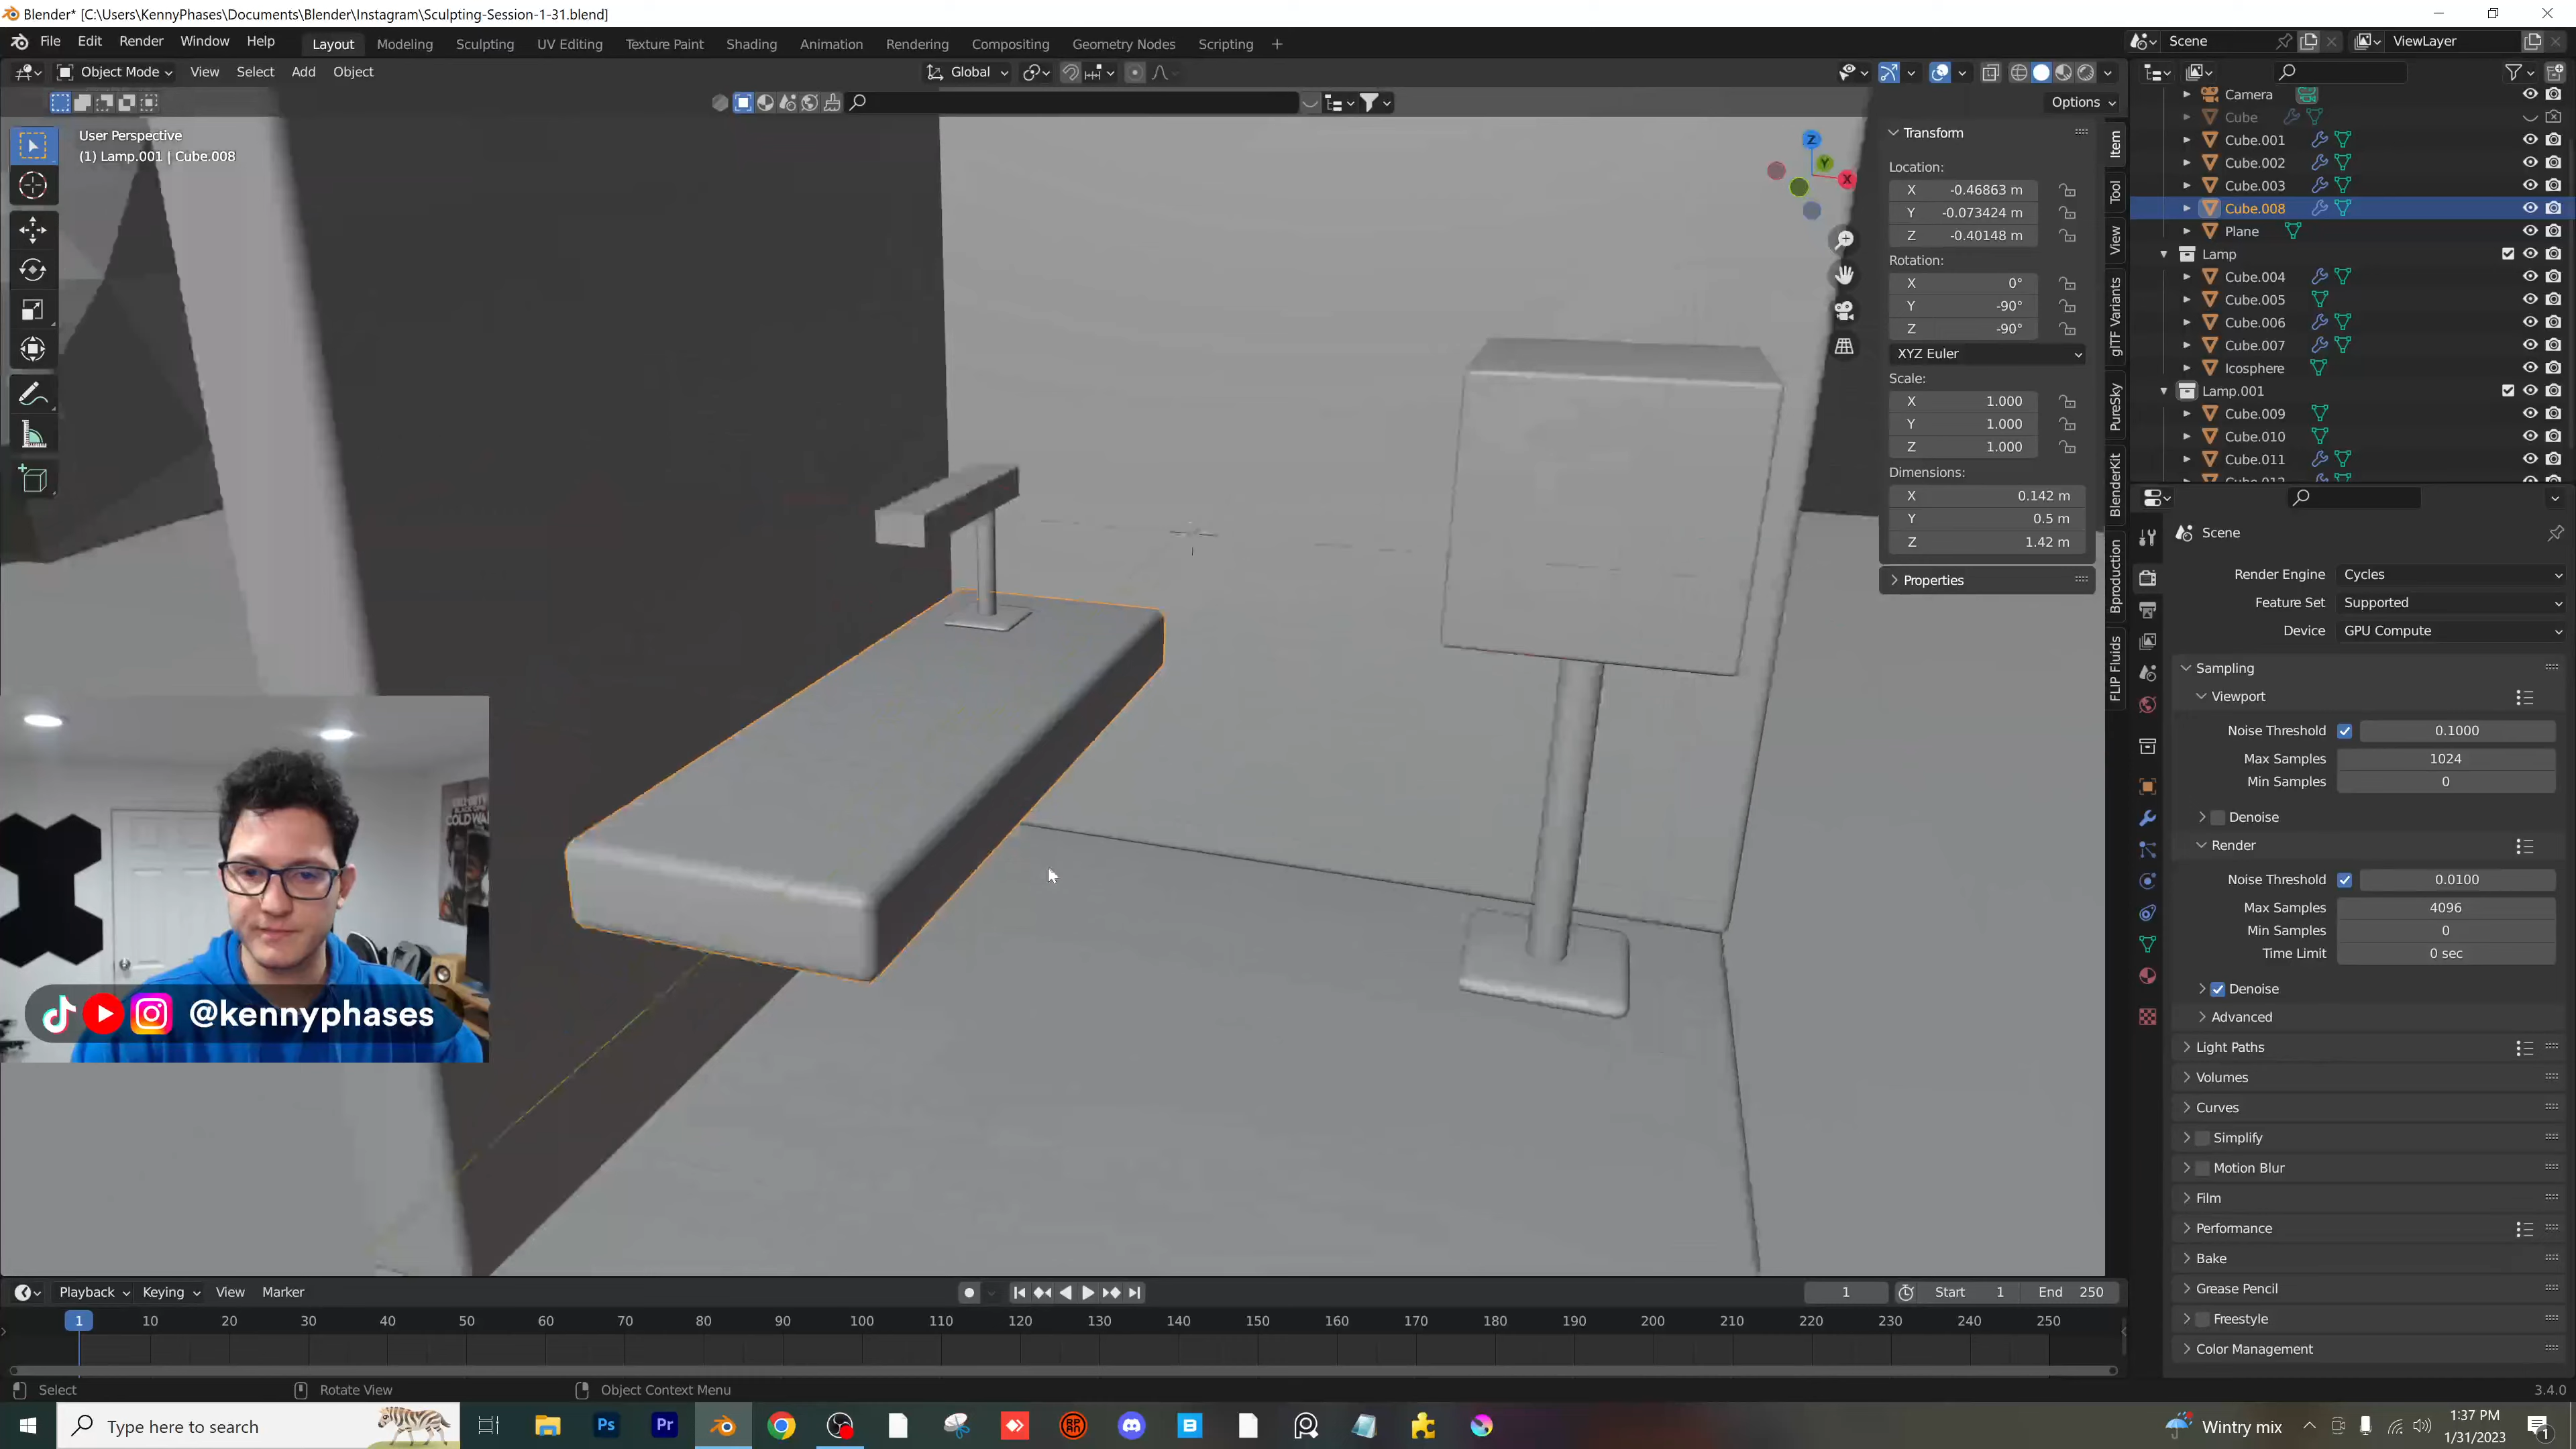 Blender* [C:\Users\KennyPhases\Documents\Blender\Instagram\Sculpting-Session-1-31.blend]
File Edit Render Window Help Layout Modeling Sculpting UV Editing Texture Paint Shading Animation Rendering Compositing Geometry Nodes Scripting + Scene ViewLayer
Object Mode View Select Add Object Global
Options
User Perspective
(1) Lamp.001 | Cube.008
Z
Y
X
Transform
Location:
X -0.46863 m
Y -0.073424 m
Z -0.40148 m
Rotation:
X 0°
Y -90°
Z -90°
XYZ Euler
Scale:
X 1.000
Y 1.000
Z 1.000
Dimensions:
X 0.142 m
Y 0.5 m
Z 1.42 m
Properties
Item
Tool
View
glTF Variants
PureSky
BlenderKit
Bproduction
FLIP Fluids
Camera
Cube
Cube.001
Cube.002
Cube.003
Cube.008
Plane
Lamp
Cube.004
Cube.005
Cube.006
Cube.007
Icosphere
Lamp.001
Cube.009
Cube.010
Cube.011
Scene
Render Engine Cycles
Feature Set Supported
Device GPU Compute
Sampling
Viewport
Noise Threshold 0.1000
Max Samples 1024
Min Samples 0
Denoise
Render
Noise Threshold 0.0100
Max Samples 4096
Min Samples 0
Time Limit 0 sec
Denoise
Advanced
Light Paths
Volumes
Curves
Simplify
Motion Blur
Film
Performance
Bake
Grease Pencil
Freestyle
Color Management
COLD WAR
@kennyphases
Playback Keying View Marker 1 Start 1 End 250
1 10 20 30 40 50 60 70 80 90 100 110 120 130 140 150 160 170 180 190 200 210 220 230 240 250
Select Rotate View Object Context Menu 3.4.0
Type here to search Ps Pr B Wintry mix 1:37 PM
1/31/2023
1